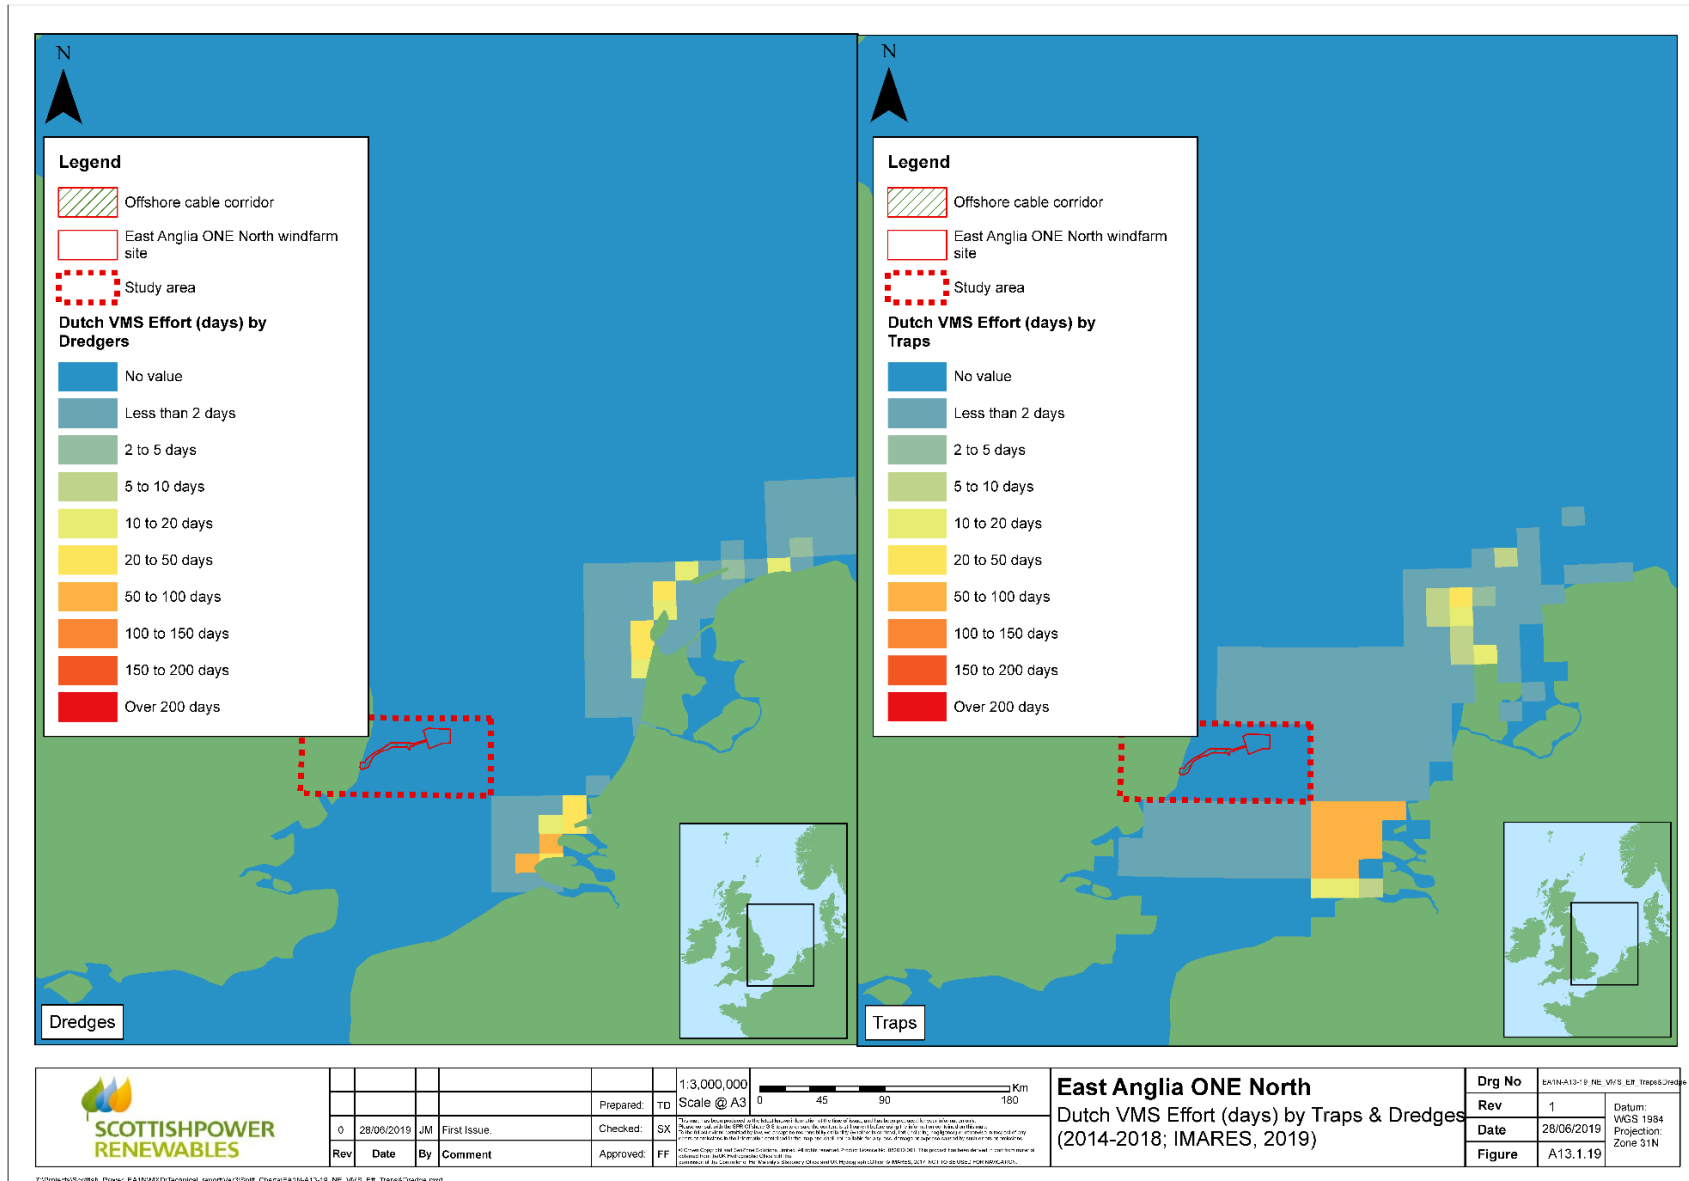 N
Legend
Offshore cable corridor
East Anglia ONE North windfarm
site
Study area
Dutch VMS Effort (days) by
Dredgers
No value
Less than 2 days
2 to 5 days
5 to 10 days
10 to 20 days
20 to 50 days
50 to 100 days
100 to 150 days
150 to 200 days
Over 200 days
Dredges
N
Legend
Offshore cable corridor
East Anglia ONE North windfarm
site
Study area
Dutch VMS Effort (days) by
Traps
No value
Less than 2 days
2 to 5 days
5 to 10 days
10 to 20 days
20 to 50 days
50 to 100 days
100 to 150 days
150 to 200 days
Over 200 days
Traps
SCOTTISHPOWER
RENEWABLES
0 28/06/2019 JM First Issue.
Rev Date By Comment
Prepared: TD
Checked: SX
Approved: FF
1:3,000,000
Scale @ A3
0 45 90 180 Km
East Anglia ONE North
Dutch VMS Effort (days) by Traps & Dredges
(2014-2018; IMARES, 2019)
Drg No EA1N-A13-19_NE_VMS_Eff_Traps&Dredge
Rev 1
Date 28/06/2019
Figure A13.1.19
Datum:
WGS 1984
Projection:
Zone 31N